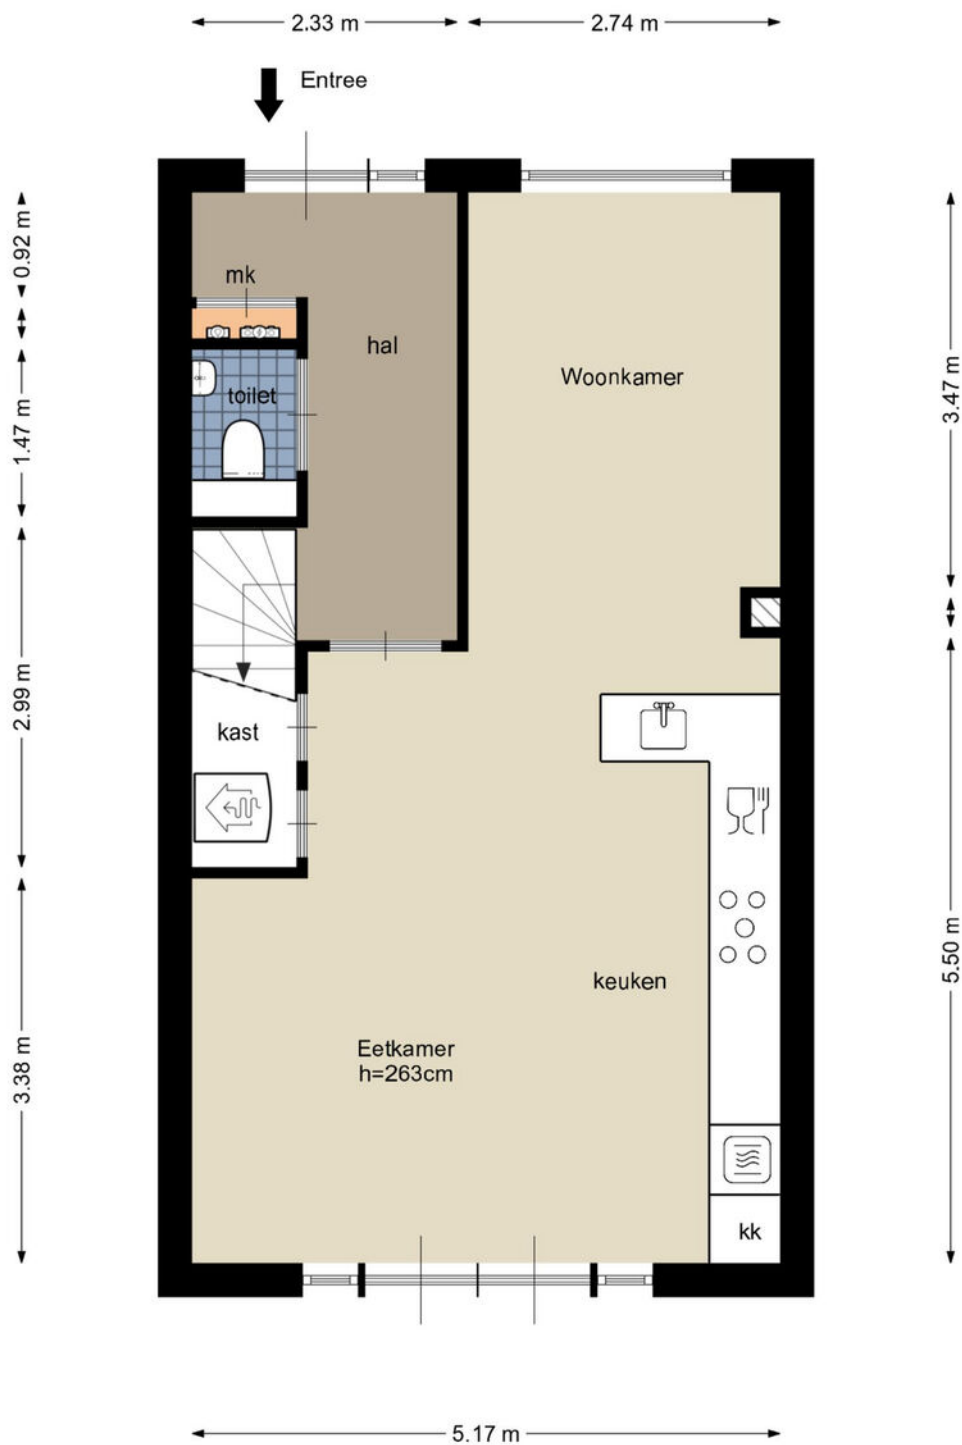 2.33 m
2.74 m
Entree
0.92 m
mk
hal
Woonkamer
3.47 m
toilet
1.47 m
2.99 m
kast
keuken
5.50 m
Eetkamer
h=263cm
3.38 m
kk
5.17 m